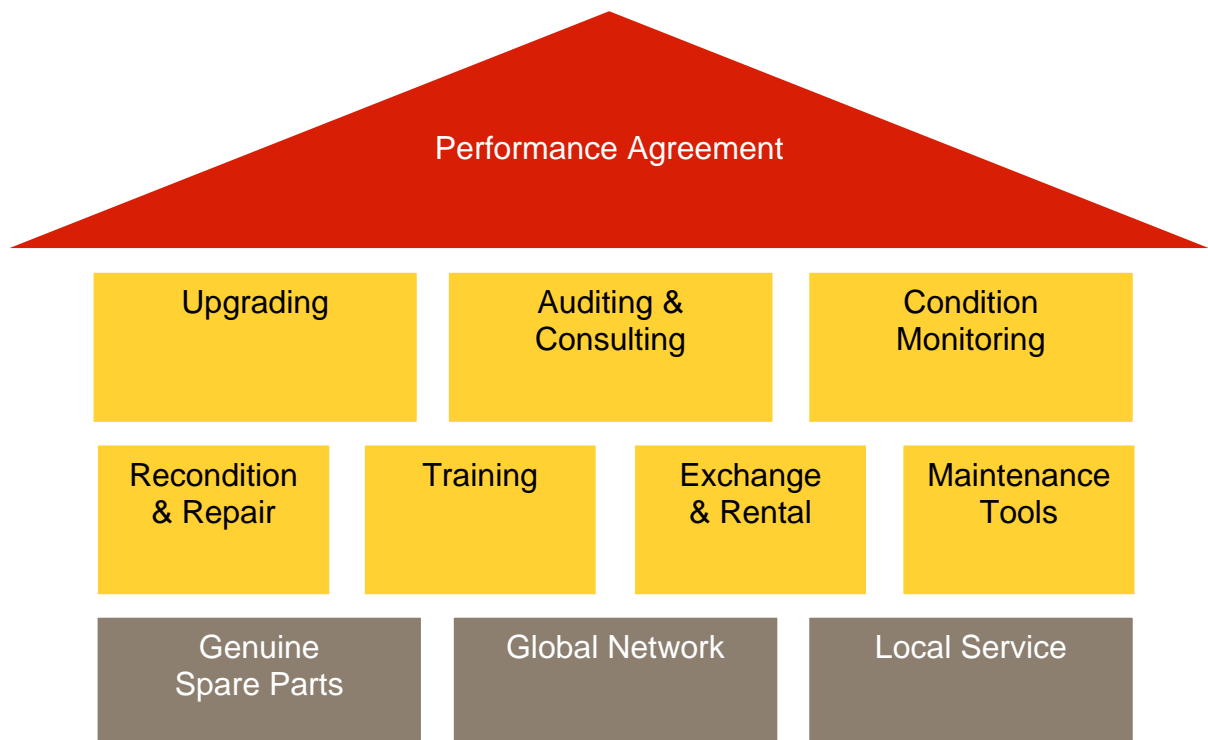 Performance Agreement
Upgrading
Auditing &
Consulting
Condition
Monitoring
Recondition
& Repair
Training
Exchange
& Rental
Maintenance
Tools
Genuine
Spare Parts
Global Network
Local Service